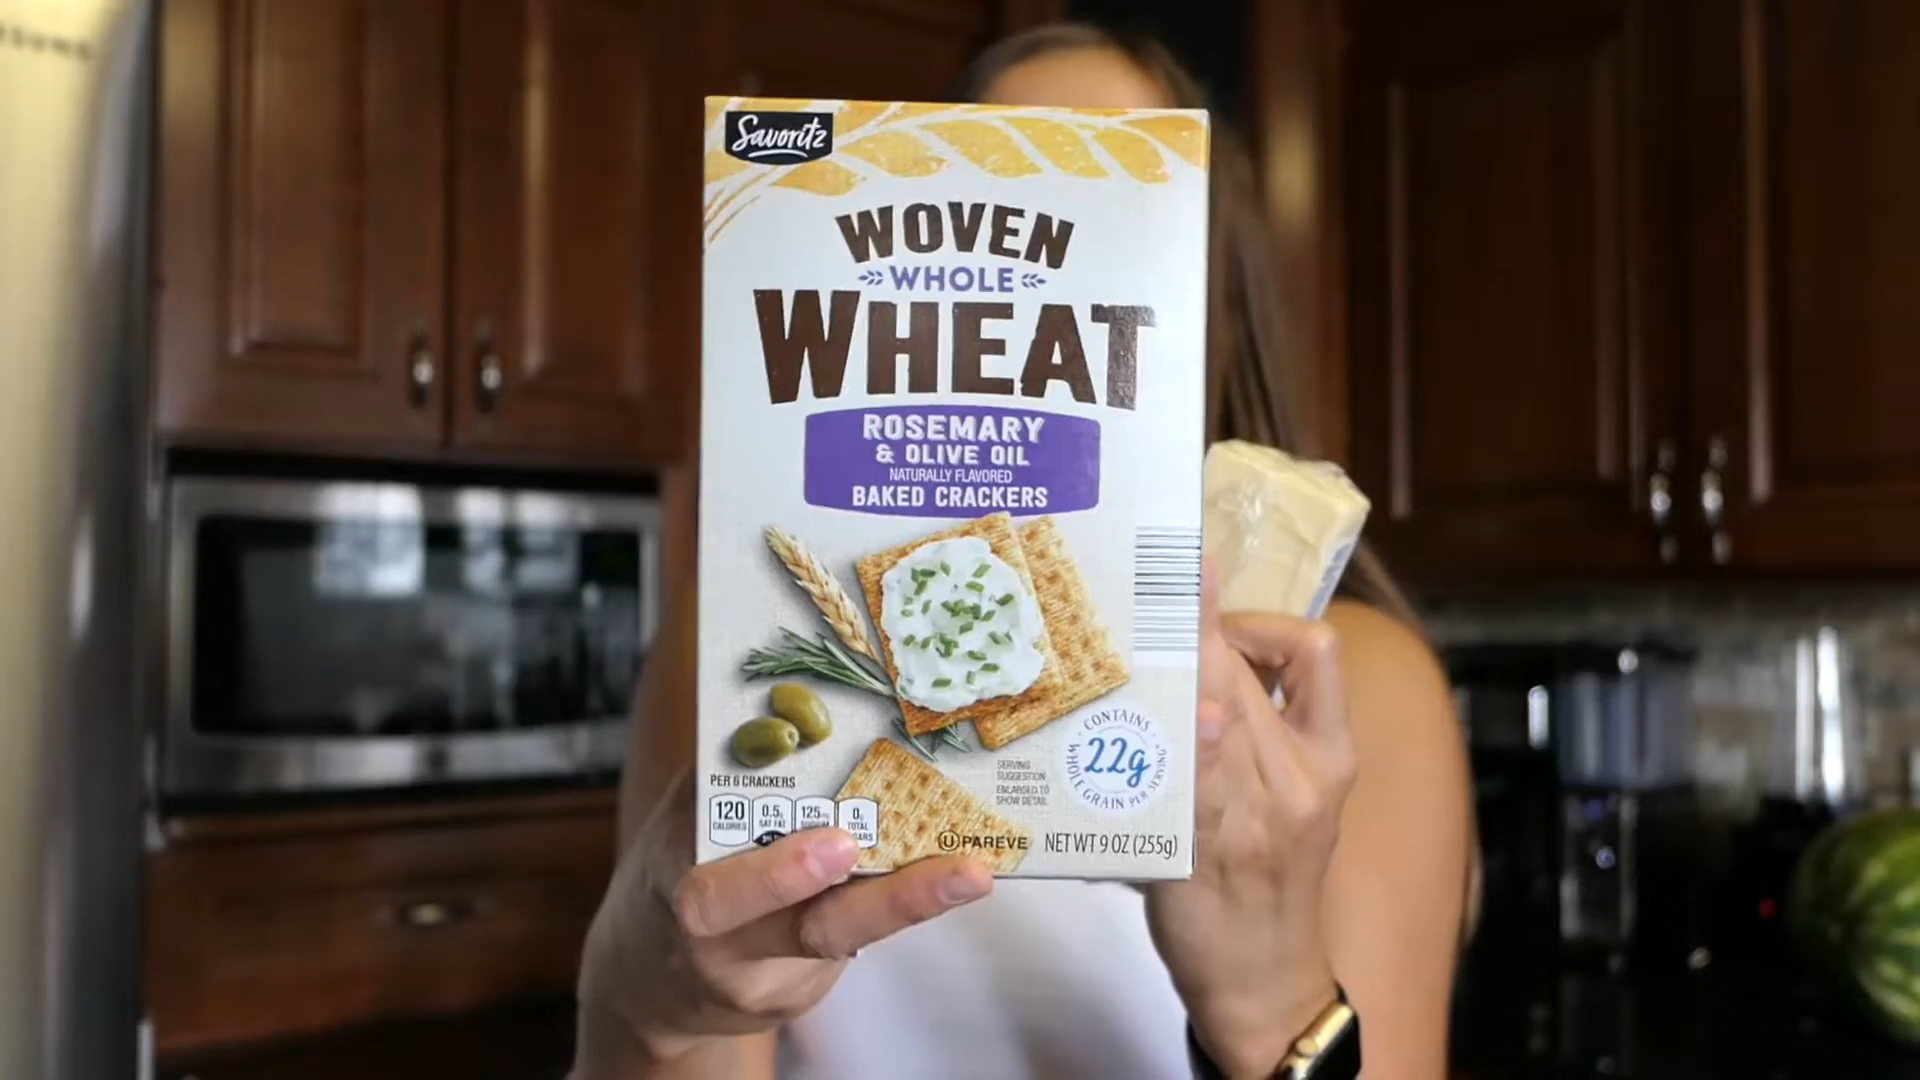 Savoritz
WOVEN
WHOLE
WHEAT
ROSEMARY
& OLIVE OIL
NATURALLY FLAVORED
BAKED CRACKERS
CONTAINS
22g
WHOLE GRAIN PER SERVING
SERVING
SUGGESTION
ENLARGED TO
SHOW DETAIL
PER 6 CRACKERS
120
CALORIES
0.5g
SAT FAT
125mg
0g
TOTAL
U PAREVE
NET WT 9 OZ (255g)